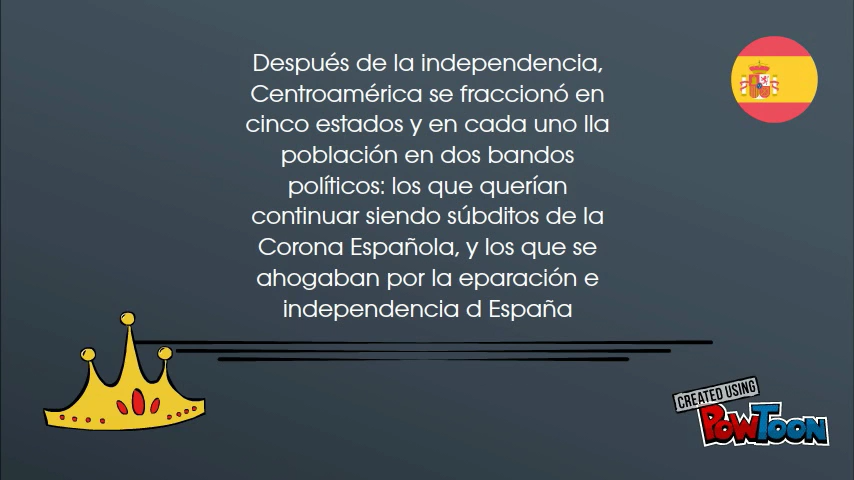 Después de la independencia,
Centroamérica se fraccionó en
cinco estados y en cada uno lla
población en dos bandos
políticos: los que querían
continuar siendo súbditos de la
Corona Española, y los que se
ahogaban por la eparación e
independencia d España
CREATED USING
POWTOON